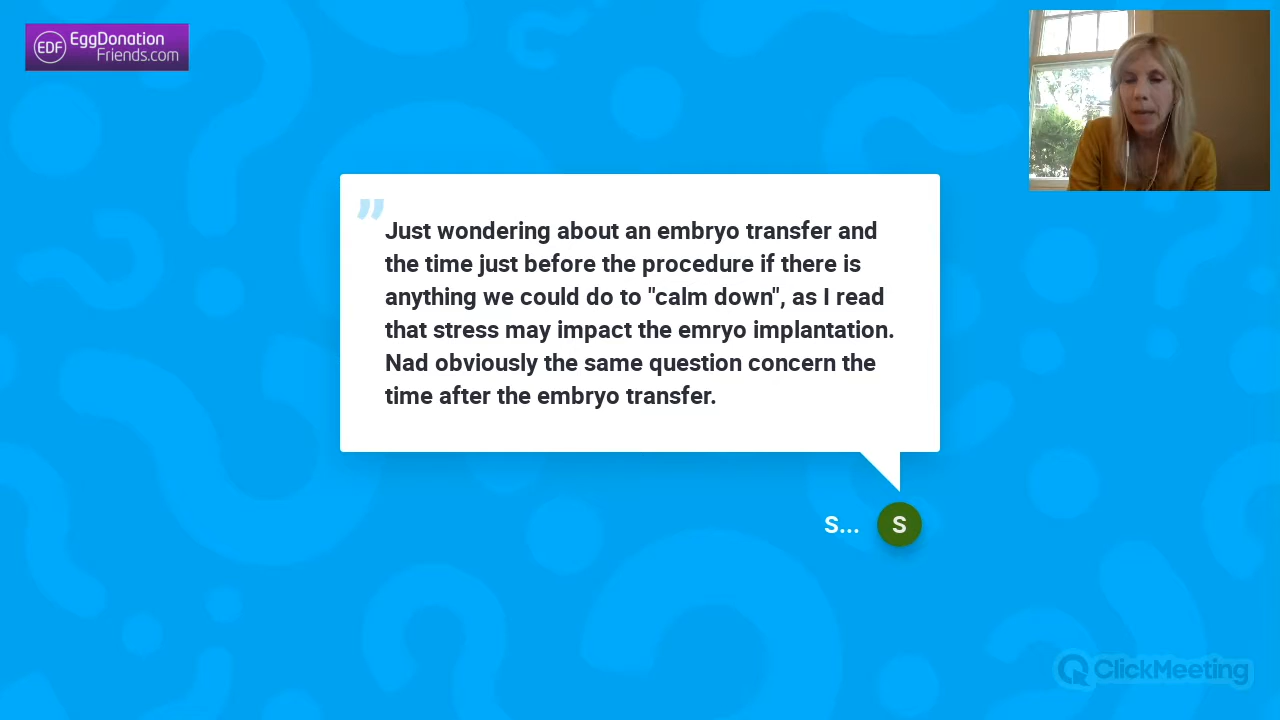 EDF EggDonation
Friends.com
Just wondering about an embryo transfer and
the time just before the procedure if there is
anything we could do to "calm down", as I read
that stress may impact the emryo implantation.
Nad obviously the same question concern the
time after the embryo transfer.
S... S
ClickMeeting